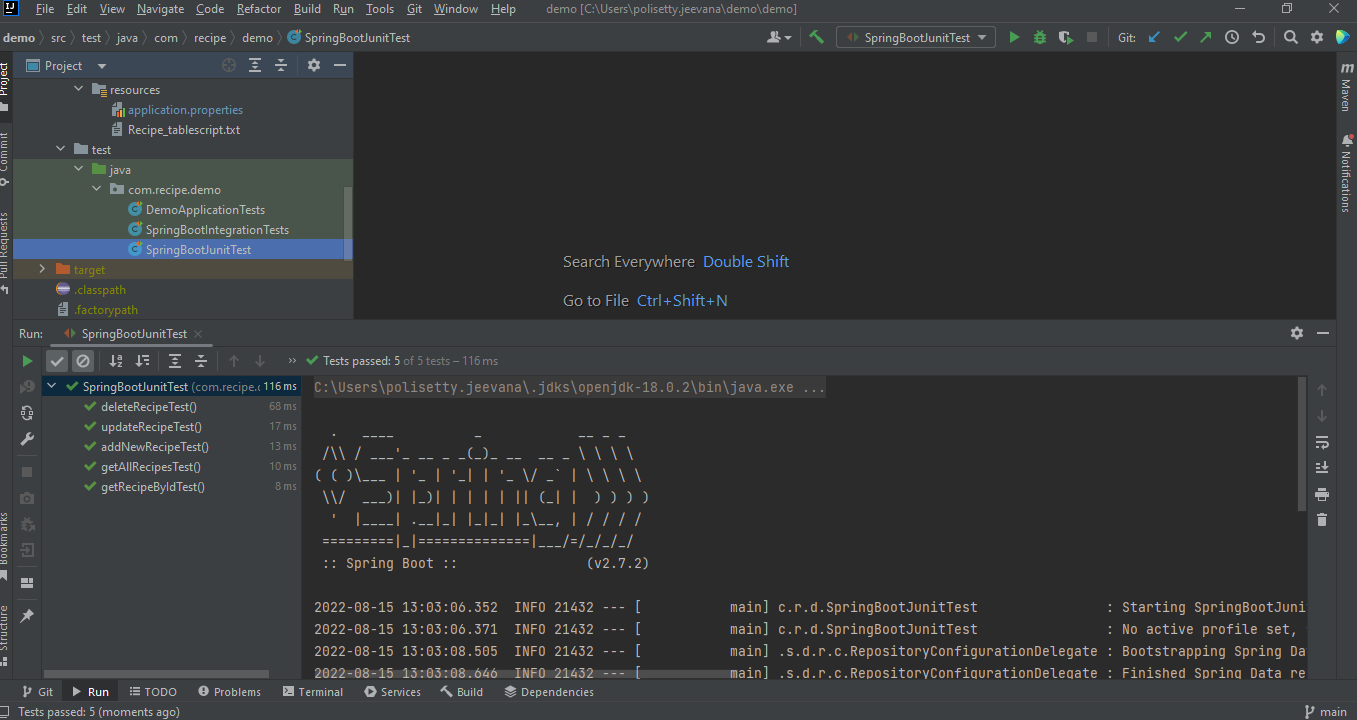 File Edit View Navigate Code Refactor Build Run Tools Git Window Help demo [C:\Users\polisetty.jeevana\demo\demo]
demo src test java com recipe demo SpringBootJunitTest SpringBootJunitTest Git:
Project
Project
Commit
Pull Requests
Bookmarks
Structure
resources
application.properties
Recipe_tablescript.txt
test
java
com.recipe.demo
DemoApplicationTests
SpringBootIntegrationTests
SpringBootJunitTest
target
.classpath
.factorypath
Search Everywhere Double Shift
Go to File Ctrl+Shift+N
m
Maven
Notifications
Run: SpringBootJunitTest
Tests passed: 5 of 5 tests – 116 ms
SpringBootJunitTest (com.recipe.c 116 ms
deleteRecipeTest() 68 ms
updateRecipeTest() 17 ms
addNewRecipeTest() 13 ms
getAllRecipesTest() 10 ms
getRecipeByIdTest() 8 ms
C:\Users\polisetty.jeevana\.jdks\openjdk-18.0.2\bin\java.exe ...
  .   ____          _            __ _ _
 /\\ / ___'_ __ _ _(_)_ __  __ _ \ \ \ \
( ( )\___ | '_ | '_| | '_ \/ _` | \ \ \ \
 \\/  ___)| |_)| | | | | || (_| |  ) ) ) )
  '  |____| .__|_| |_|_| |_\__, | / / / /
 =========|_|==============|___/=/_/_/_/
 :: Spring Boot ::                (v2.7.2)
2022-08-15 13:03:06.352  INFO 21432 --- [           main] c.r.d.SpringBootJunitTest                : Starting SpringBootJuni
2022-08-15 13:03:06.371  INFO 21432 --- [           main] c.r.d.SpringBootJunitTest                : No active profile set,
2022-08-15 13:03:08.505  INFO 21432 --- [           main] .s.d.r.c.RepositoryConfigurationDelegate : Bootstrapping Spring Da
2022-08-15 13:03:08.646  INFO 21432 --- [           main] .s.d.r.c.RepositoryConfigurationDelegate : Finished Spring Data re
Git Run TODO Problems Terminal Services Build Dependencies
Tests passed: 5 (moments ago) main